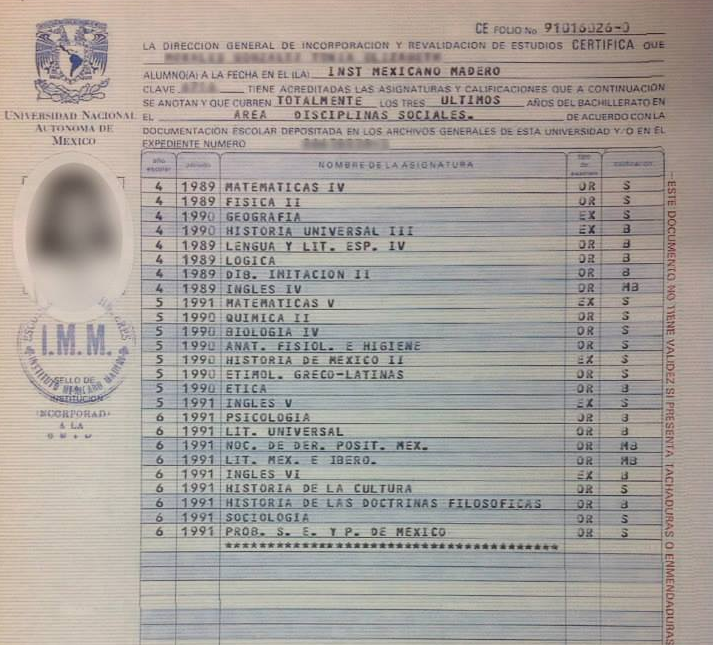 CE FOLIO No 91016026-0
LA DIRECCION GENERAL DE INCORPORACION Y REVALIDACION DE ESTUDIOS CERTIFICA QUE
ALUMNO(A) A LA FECHA EN EL (LA) INST MEXICANO MADERO
CLAVE TIENE ACREDITADAS LAS ASIGNATURAS Y CALIFICACIONES QUE A CONTINUACION
SE ANOTAN Y QUE CUBREN TOTALMENTE LOS TRES ULTIMOS AÑOS DEL BACHILLERATO EN
EL AREA DISCIPLINAS SOCIALES. DE ACUERDO CON LA
DOCUMENTACION ESCOLAR DEPOSITADA EN LOS ARCHIVOS GENERALES DE ESTA UNIVERSIDAD Y/O EN EL
EXPEDIENTE NUMERO
UNIVERSIDAD NACIONAL
AUTONOMA DE
MEXICO
año escolar periodo NOMBRE DE LA ASIGNATURA tipo de examen calificacion
4 1989 MATEMATICAS IV OR S
4 1989 FISICA II OR S
4 1990 GEOGRAFIA EX S
4 1990 HISTORIA UNIVERSAL III EX B
4 1989 LENGUA Y LIT. ESP. IV OR B
4 1989 LOGICA OR B
4 1989 DIB. IMITACION II OR B
4 1989 INGLES IV OR MB
5 1991 MATEMATICAS V EX S
5 1990 QUIMICA II OR S
5 1990 BIOLOGIA IV OR S
5 1990 ANAT. FISIOL. E HIGIENE OR S
5 1990 HISTORIA DE MEXICO II EX S
5 1990 ETIMOL. GRECO-LATINAS OR S
5 1990 ETICA OR B
5 1991 INGLES V EX S
6 1991 PSICOLOGIA OR B
6 1991 LIT. UNIVERSAL OR B
6 1991 NOC. DE DER. POSIT. MEX. OR MB
6 1991 LIT. MEX. E IBERO. OR MB
6 1991 INGLES VI EX B
6 1991 HISTORIA DE LA CULTURA OR S
6 1991 HISTORIA DE LAS DOCTRINAS FILOSOFICAS OR B
6 1991 SOCIOLOGIA OR S
6 1991 PROB. S. E. Y P. DE MEXICO OR S
I.M.M.
INSTITUTO MEXICANO MADERO
SELLO DE
INSTITUCION
INCORPORADA
A LA
—ESTE DOCUMENTO NO TIENE VALIDEZ SI PRESENTA TACHADURAS O ENMENDADURAS